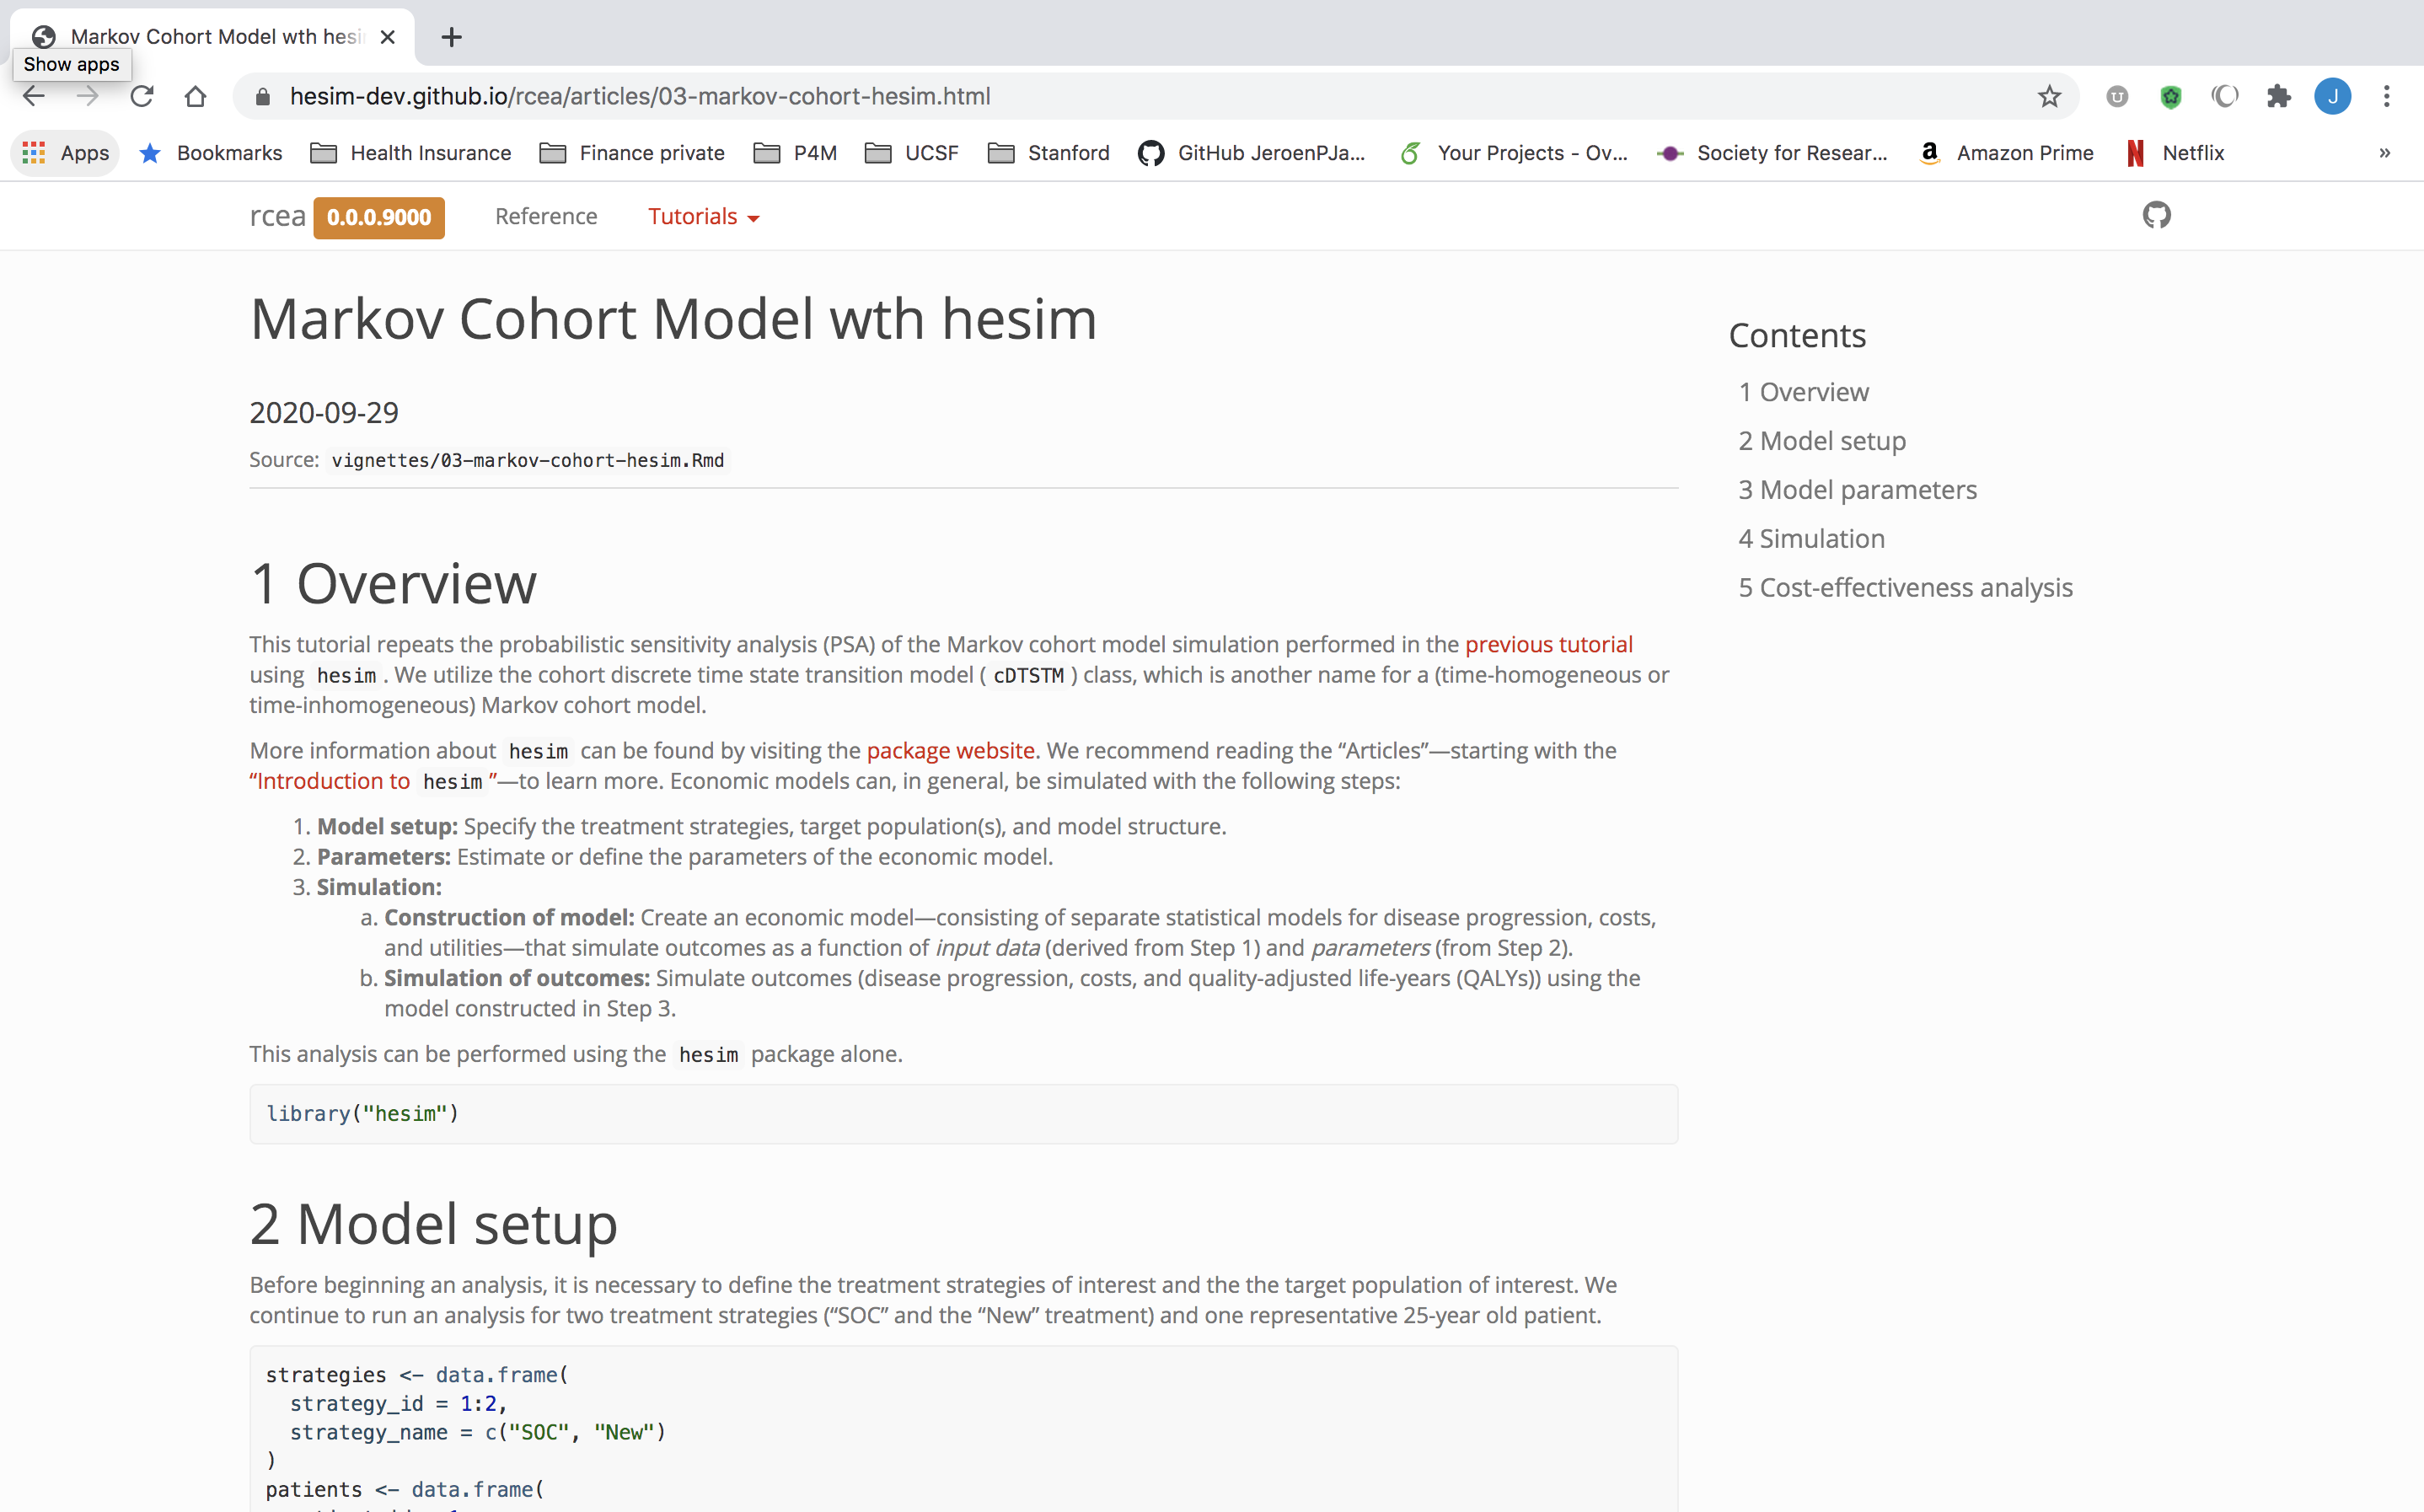 Markov Cohort Model wth hesi
Show apps
hesim-dev.github.io/rcea/articles/03-markov-cohort-hesim.html
J
Apps Bookmarks Health Insurance Finance private P4M UCSF Stanford GitHub JeroenPJa... Your Projects - Ov... Society for Resear... Amazon Prime Netflix »
rcea 0.0.0.9000 Reference Tutorials
Markov Cohort Model wth hesim
2020-09-29
Source: vignettes/03-markov-cohort-hesim.Rmd
Contents
1 Overview
2 Model setup
3 Model parameters
4 Simulation
5 Cost-effectiveness analysis
1 Overview
This tutorial repeats the probabilistic sensitivity analysis (PSA) of the Markov cohort model simulation performed in the previous tutorial
using hesim . We utilize the cohort discrete time state transition model ( cDTSTM ) class, which is another name for a (time-homogeneous or
time-inhomogeneous) Markov cohort model.
More information about hesim can be found by visiting the package website. We recommend reading the “Articles”—starting with the
“Introduction to hesim ”—to learn more. Economic models can, in general, be simulated with the following steps:
1. Model setup: Specify the treatment strategies, target population(s), and model structure.
2. Parameters: Estimate or define the parameters of the economic model.
3. Simulation:
a. Construction of model: Create an economic model—consisting of separate statistical models for disease progression, costs,
and utilities—that simulate outcomes as a function of input data (derived from Step 1) and parameters (from Step 2).
b. Simulation of outcomes: Simulate outcomes (disease progression, costs, and quality-adjusted life-years (QALYs)) using the
model constructed in Step 3.
This analysis can be performed using the hesim package alone.
library("hesim")
2 Model setup
Before beginning an analysis, it is necessary to define the treatment strategies of interest and the the target population of interest. We
continue to run an analysis for two treatment strategies (“SOC” and the “New” treatment) and one representative 25-year old patient.
strategies <- data.frame(
strategy_id = 1:2,
strategy_name = c("SOC", "New")
)
patients <- data.frame(